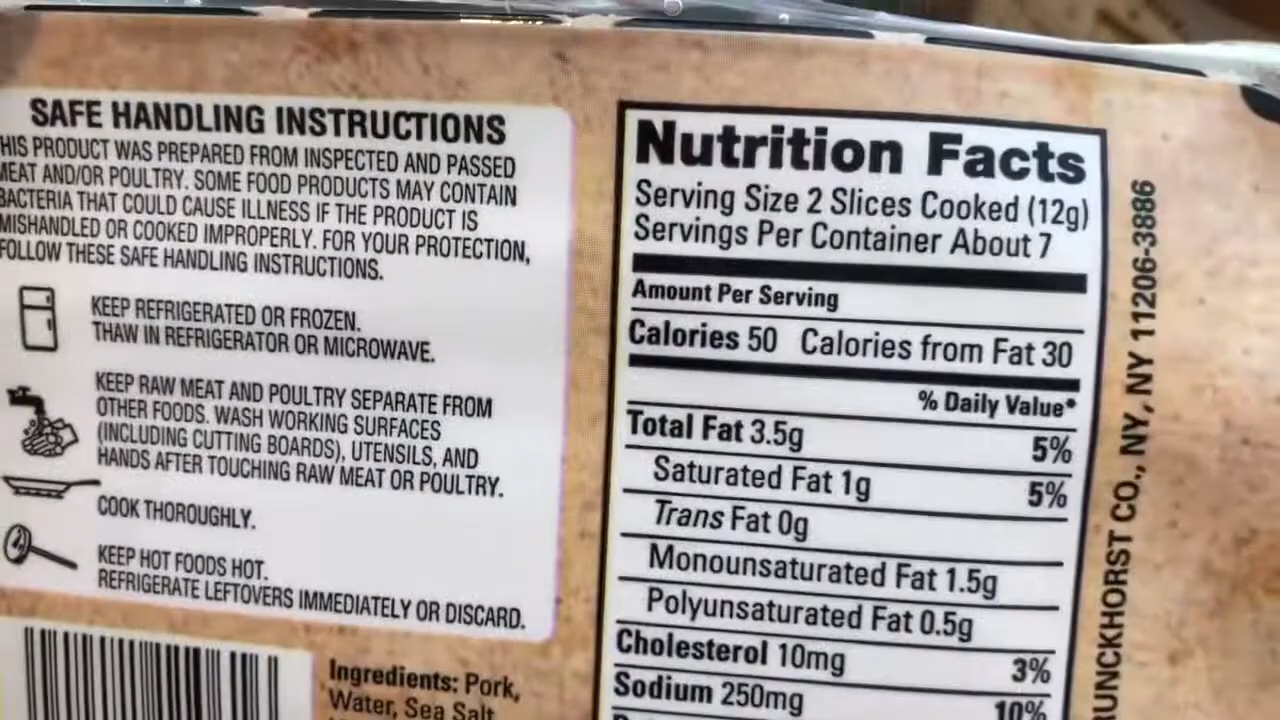 SAFE HANDLING INSTRUCTIONS
HIS PRODUCT WAS PREPARED FROM INSPECTED AND PASSED
MEAT AND/OR POULTRY. SOME FOOD PRODUCTS MAY CONTAIN
BACTERIA THAT COULD CAUSE ILLNESS IF THE PRODUCT IS
MISHANDLED OR COOKED IMPROPERLY. FOR YOUR PROTECTION,
FOLLOW THESE SAFE HANDLING INSTRUCTIONS.
KEEP REFRIGERATED OR FROZEN.
THAW IN REFRIGERATOR OR MICROWAVE.
KEEP RAW MEAT AND POULTRY SEPARATE FROM
OTHER FOODS. WASH WORKING SURFACES
(INCLUDING CUTTING BOARDS), UTENSILS, AND
HANDS AFTER TOUCHING RAW MEAT OR POULTRY.
COOK THOROUGHLY.
KEEP HOT FOODS HOT.
REFRIGERATE LEFTOVERS IMMEDIATELY OR DISCARD.
Ingredients: Pork,
Water, Sea Salt
Nutrition Facts
Serving Size 2 Slices Cooked (12g)
Servings Per Container About 7
Amount Per Serving
Calories 50 Calories from Fat 30
% Daily Value*
Total Fat 3.5g 5%
Saturated Fat 1g 5%
Trans Fat 0g
Monounsaturated Fat 1.5g
Polyunsaturated Fat 0.5g
Cholesterol 10mg 3%
Sodium 250mg 10%
UNCKHORST CO., NY, NY 11206-3886